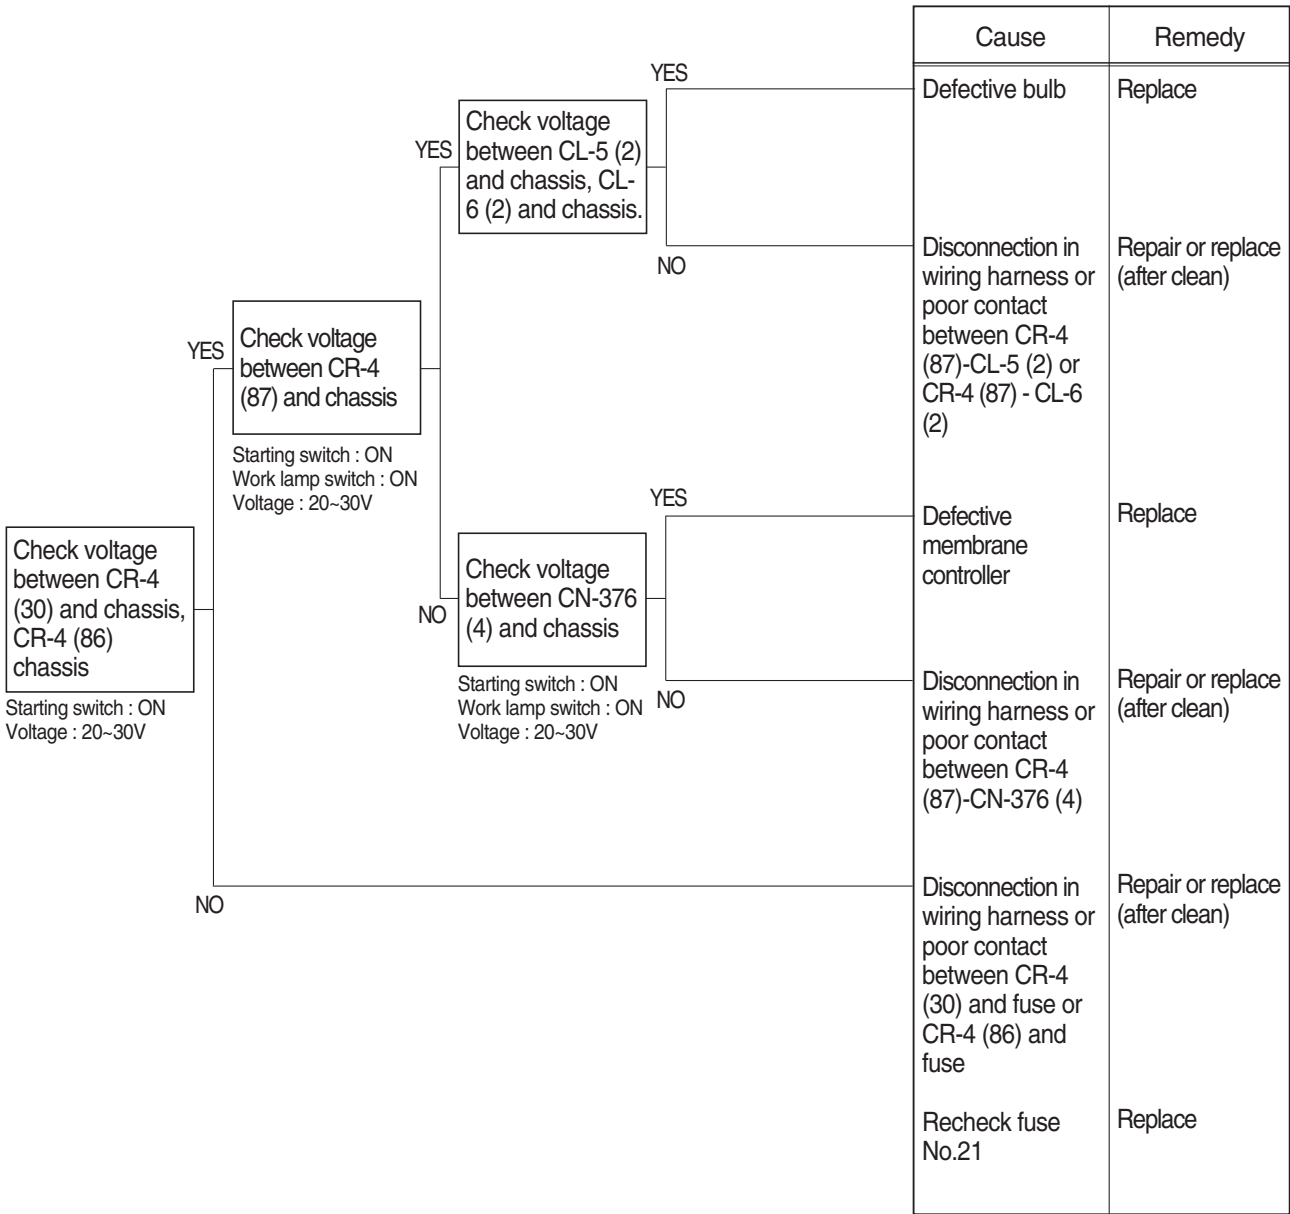 Check voltage
between CR-4
(30) and chassis,
CR-4 (86)
chassis
Starting switch : ON
Voltage : 20~30V
YES
NO
Check voltage
between CR-4
(87) and chassis
Starting switch : ON
Work lamp switch : ON
Voltage : 20~30V
YES
NO
Check voltage
between CL-5 (2)
and chassis, CL-
6 (2) and chassis.
YES
NO
Check voltage
between CN-376
(4) and chassis
Starting switch : ON
Work lamp switch : ON
Voltage : 20~30V
YES
NO
Cause
Remedy
Defective bulb
Replace
Disconnection in
wiring harness or
poor contact
between CR-4
(87)-CL-5 (2) or
CR-4 (87) - CL-6
(2)
Repair or replace
(after clean)
Defective
membrane
controller
Replace
Disconnection in
wiring harness or
poor contact
between CR-4
(87)-CN-376 (4)
Repair or replace
(after clean)
Disconnection in
wiring harness or
poor contact
between CR-4
(30) and fuse or
CR-4 (86) and
fuse
Repair or replace
(after clean)
Recheck fuse
No.21
Replace